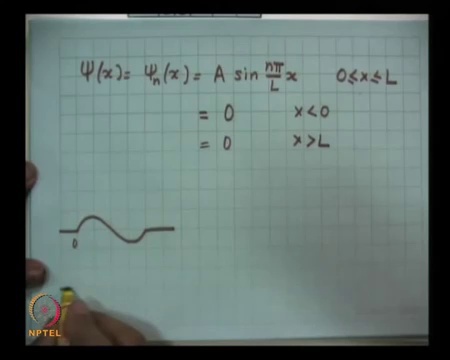 Ψ(x) = Ψn(x) = A sin nπ/L x 0 ≤ x ≤ L
= 0 x < 0
= 0 x > L
0
NPTEL